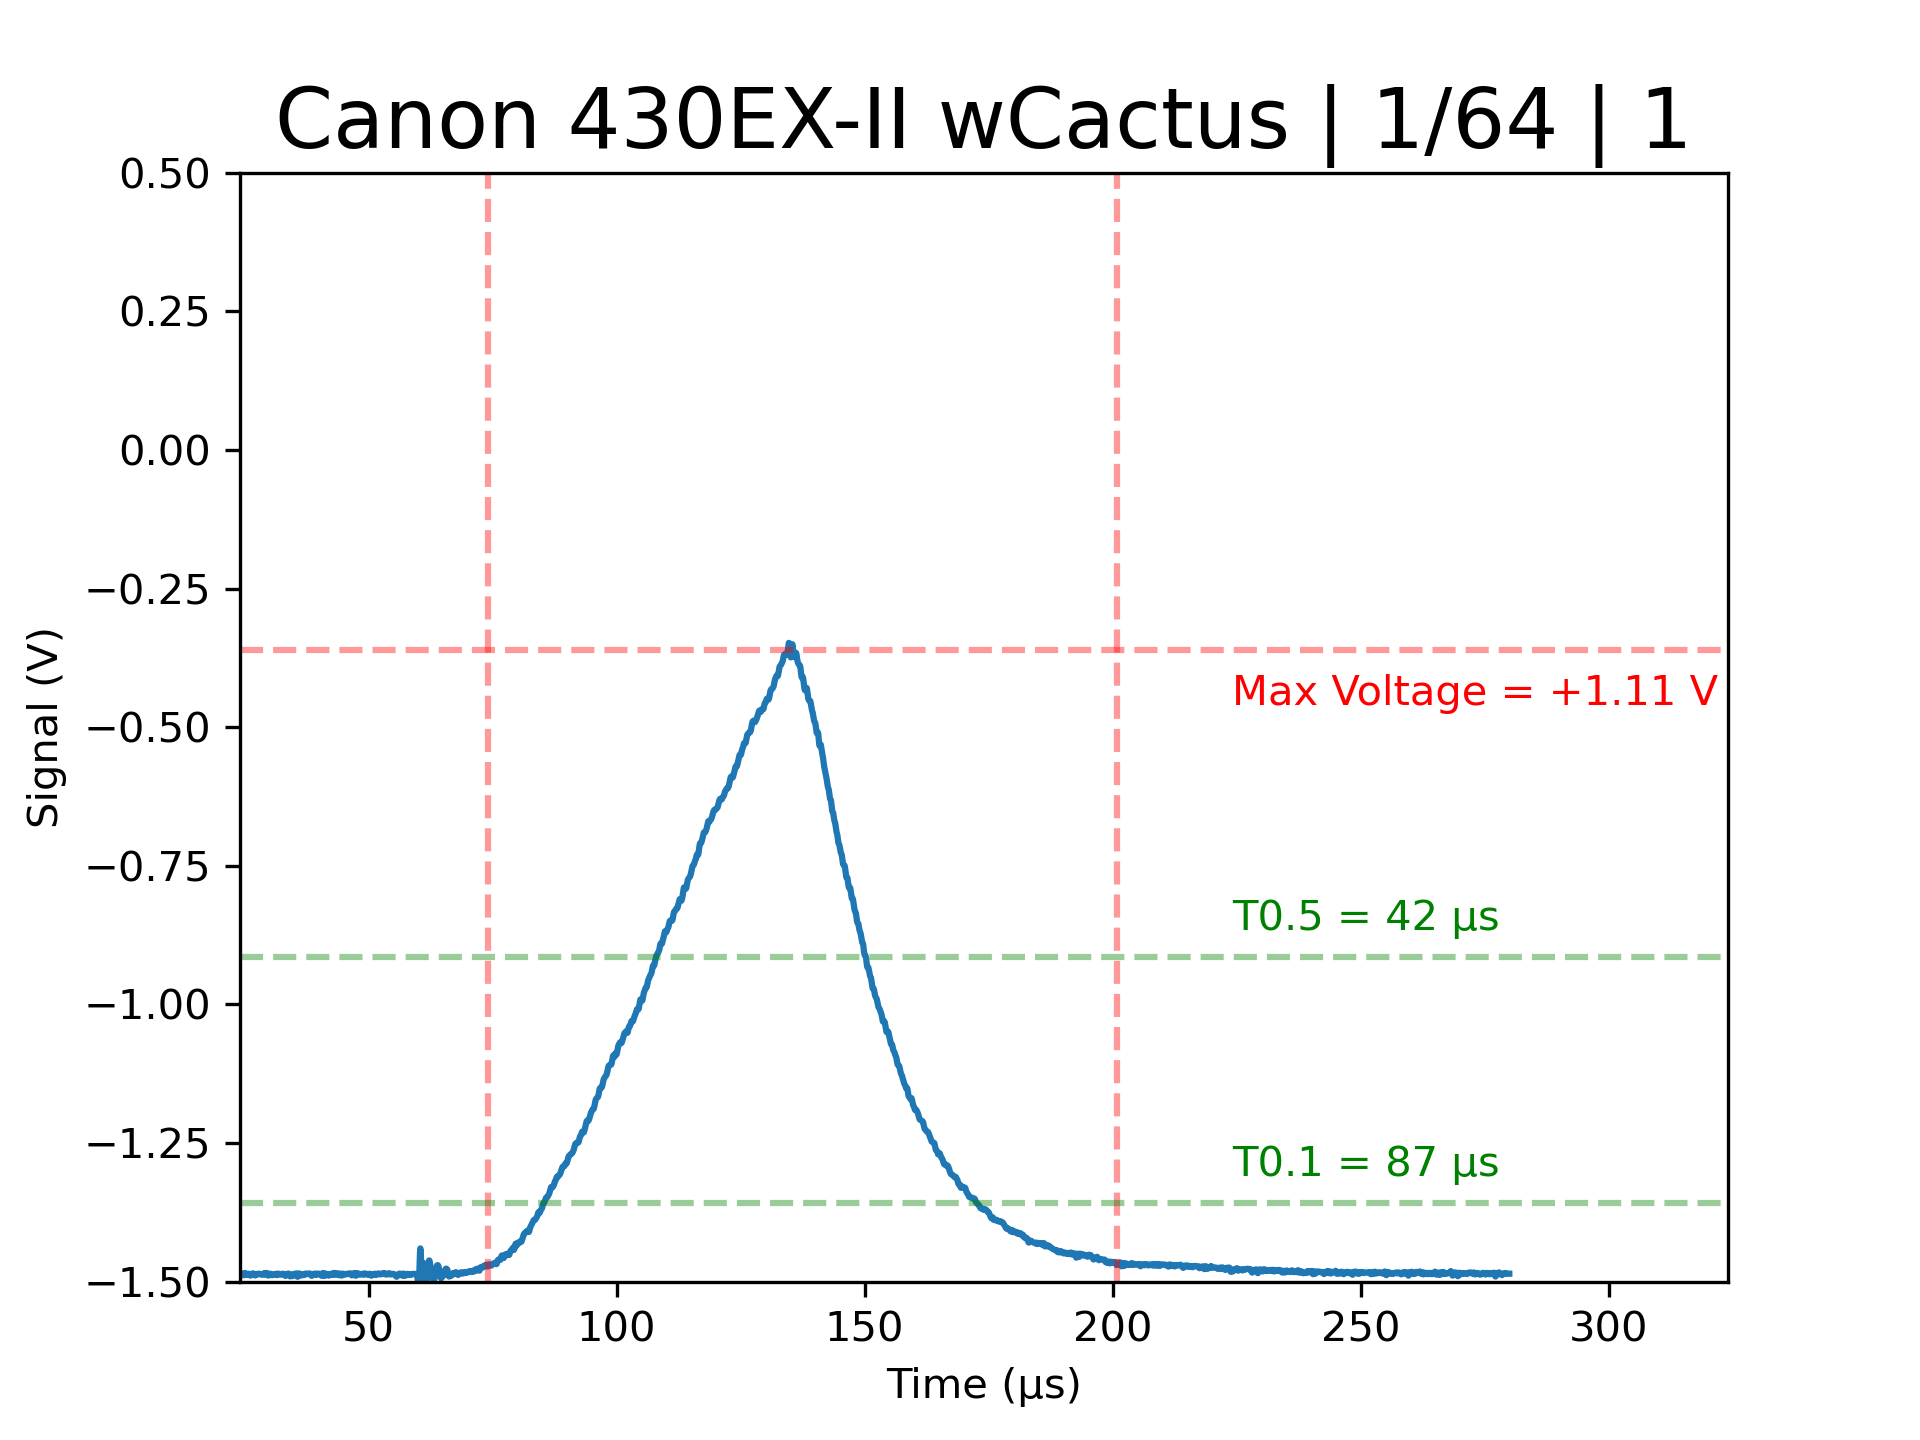 Canon 430EX-II wCactus | 1/64 | 1
0.50
0.25
0.00
−0.25
−0.50
−0.75
−1.00
−1.25
−1.50
Signal (V)
Max Voltage = +1.11 V
T0.5 = 42 µs
T0.1 = 87 µs
50 100 150 200 250 300
Time (µs)